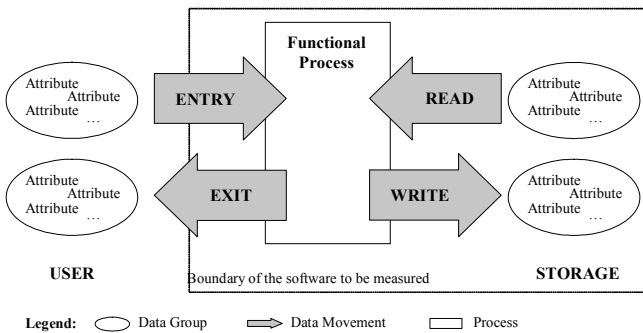 Functional
Process
Attribute
Attribute
Attribute
…
ENTRY
READ
Attribute
Attribute
Attribute
…
Attribute
Attribute
Attribute
…
EXIT
WRITE
Attribute
Attribute
Attribute
…
USER
Boundary of the software to be measured
STORAGE
Legend: Data Group Data Movement Process